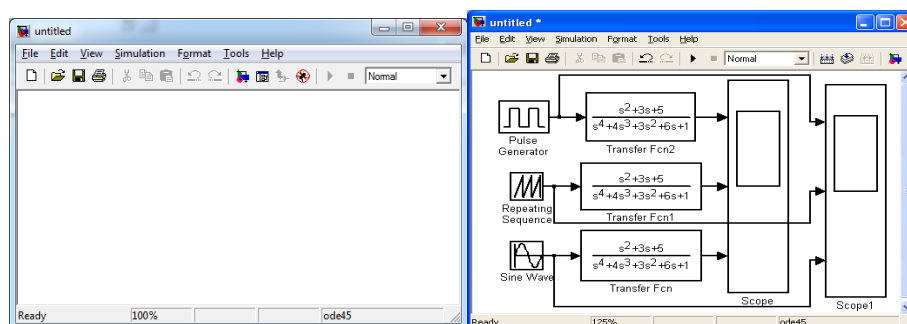 untitled
File Edit View Simulation Format Tools Help
Normal
Ready 100% ode45
untitled *
File Edit View Simulation Format Tools Help
Normal
Pulse
Generator
s²+3s+5
s⁴+4s³+3s²+6s+1
Transfer Fcn2
Repeating
Sequence
s²+3s+5
s⁴+4s³+3s²+6s+1
Transfer Fcn1
Sine Wave
s²+3s+5
s⁴+4s³+3s²+6s+1
Transfer Fcn
Scope
Scope1
Ready 125% ode45